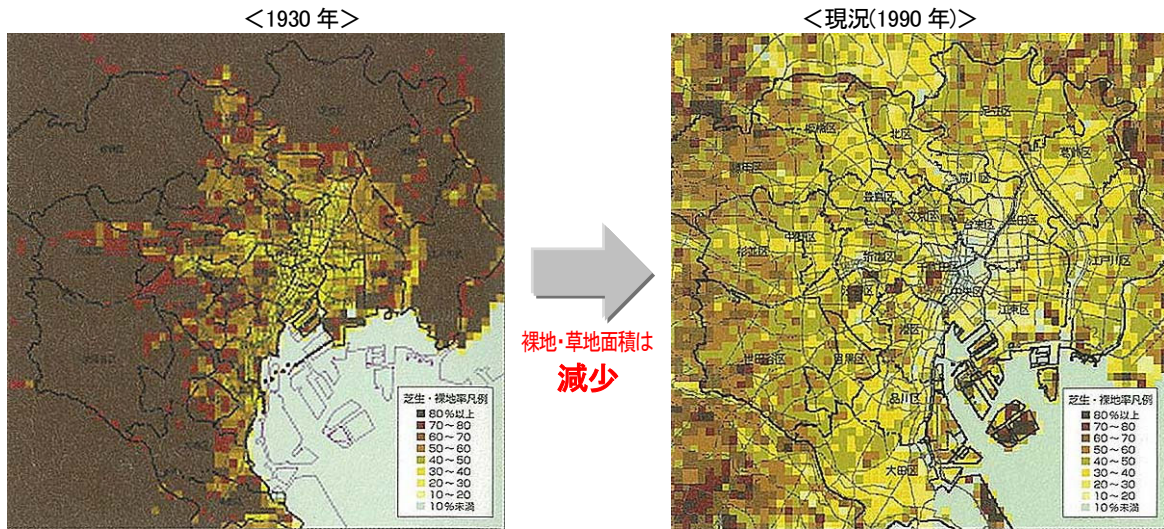 ＜1930 年＞
＜現況(1990 年)＞
芝生・裸地率凡例
80％以上
70～80
60～70
50～60
40～50
30～40
20～30
10～20
10％未満
裸地・草地面積は
減少
足立区
板橋区
北区
葛飾区
練馬区
荒川区
豊島区
文京区
台東区
墨田区
中野区
杉並区
新宿区
千代田区
江戸川区
渋谷区
中央区
江東区
港区
世田谷区
目黒区
品川区
大田区
芝生・裸地率凡例
80％以上
70～80
60～70
50～60
40～50
30～40
20～30
10～20
10％未満